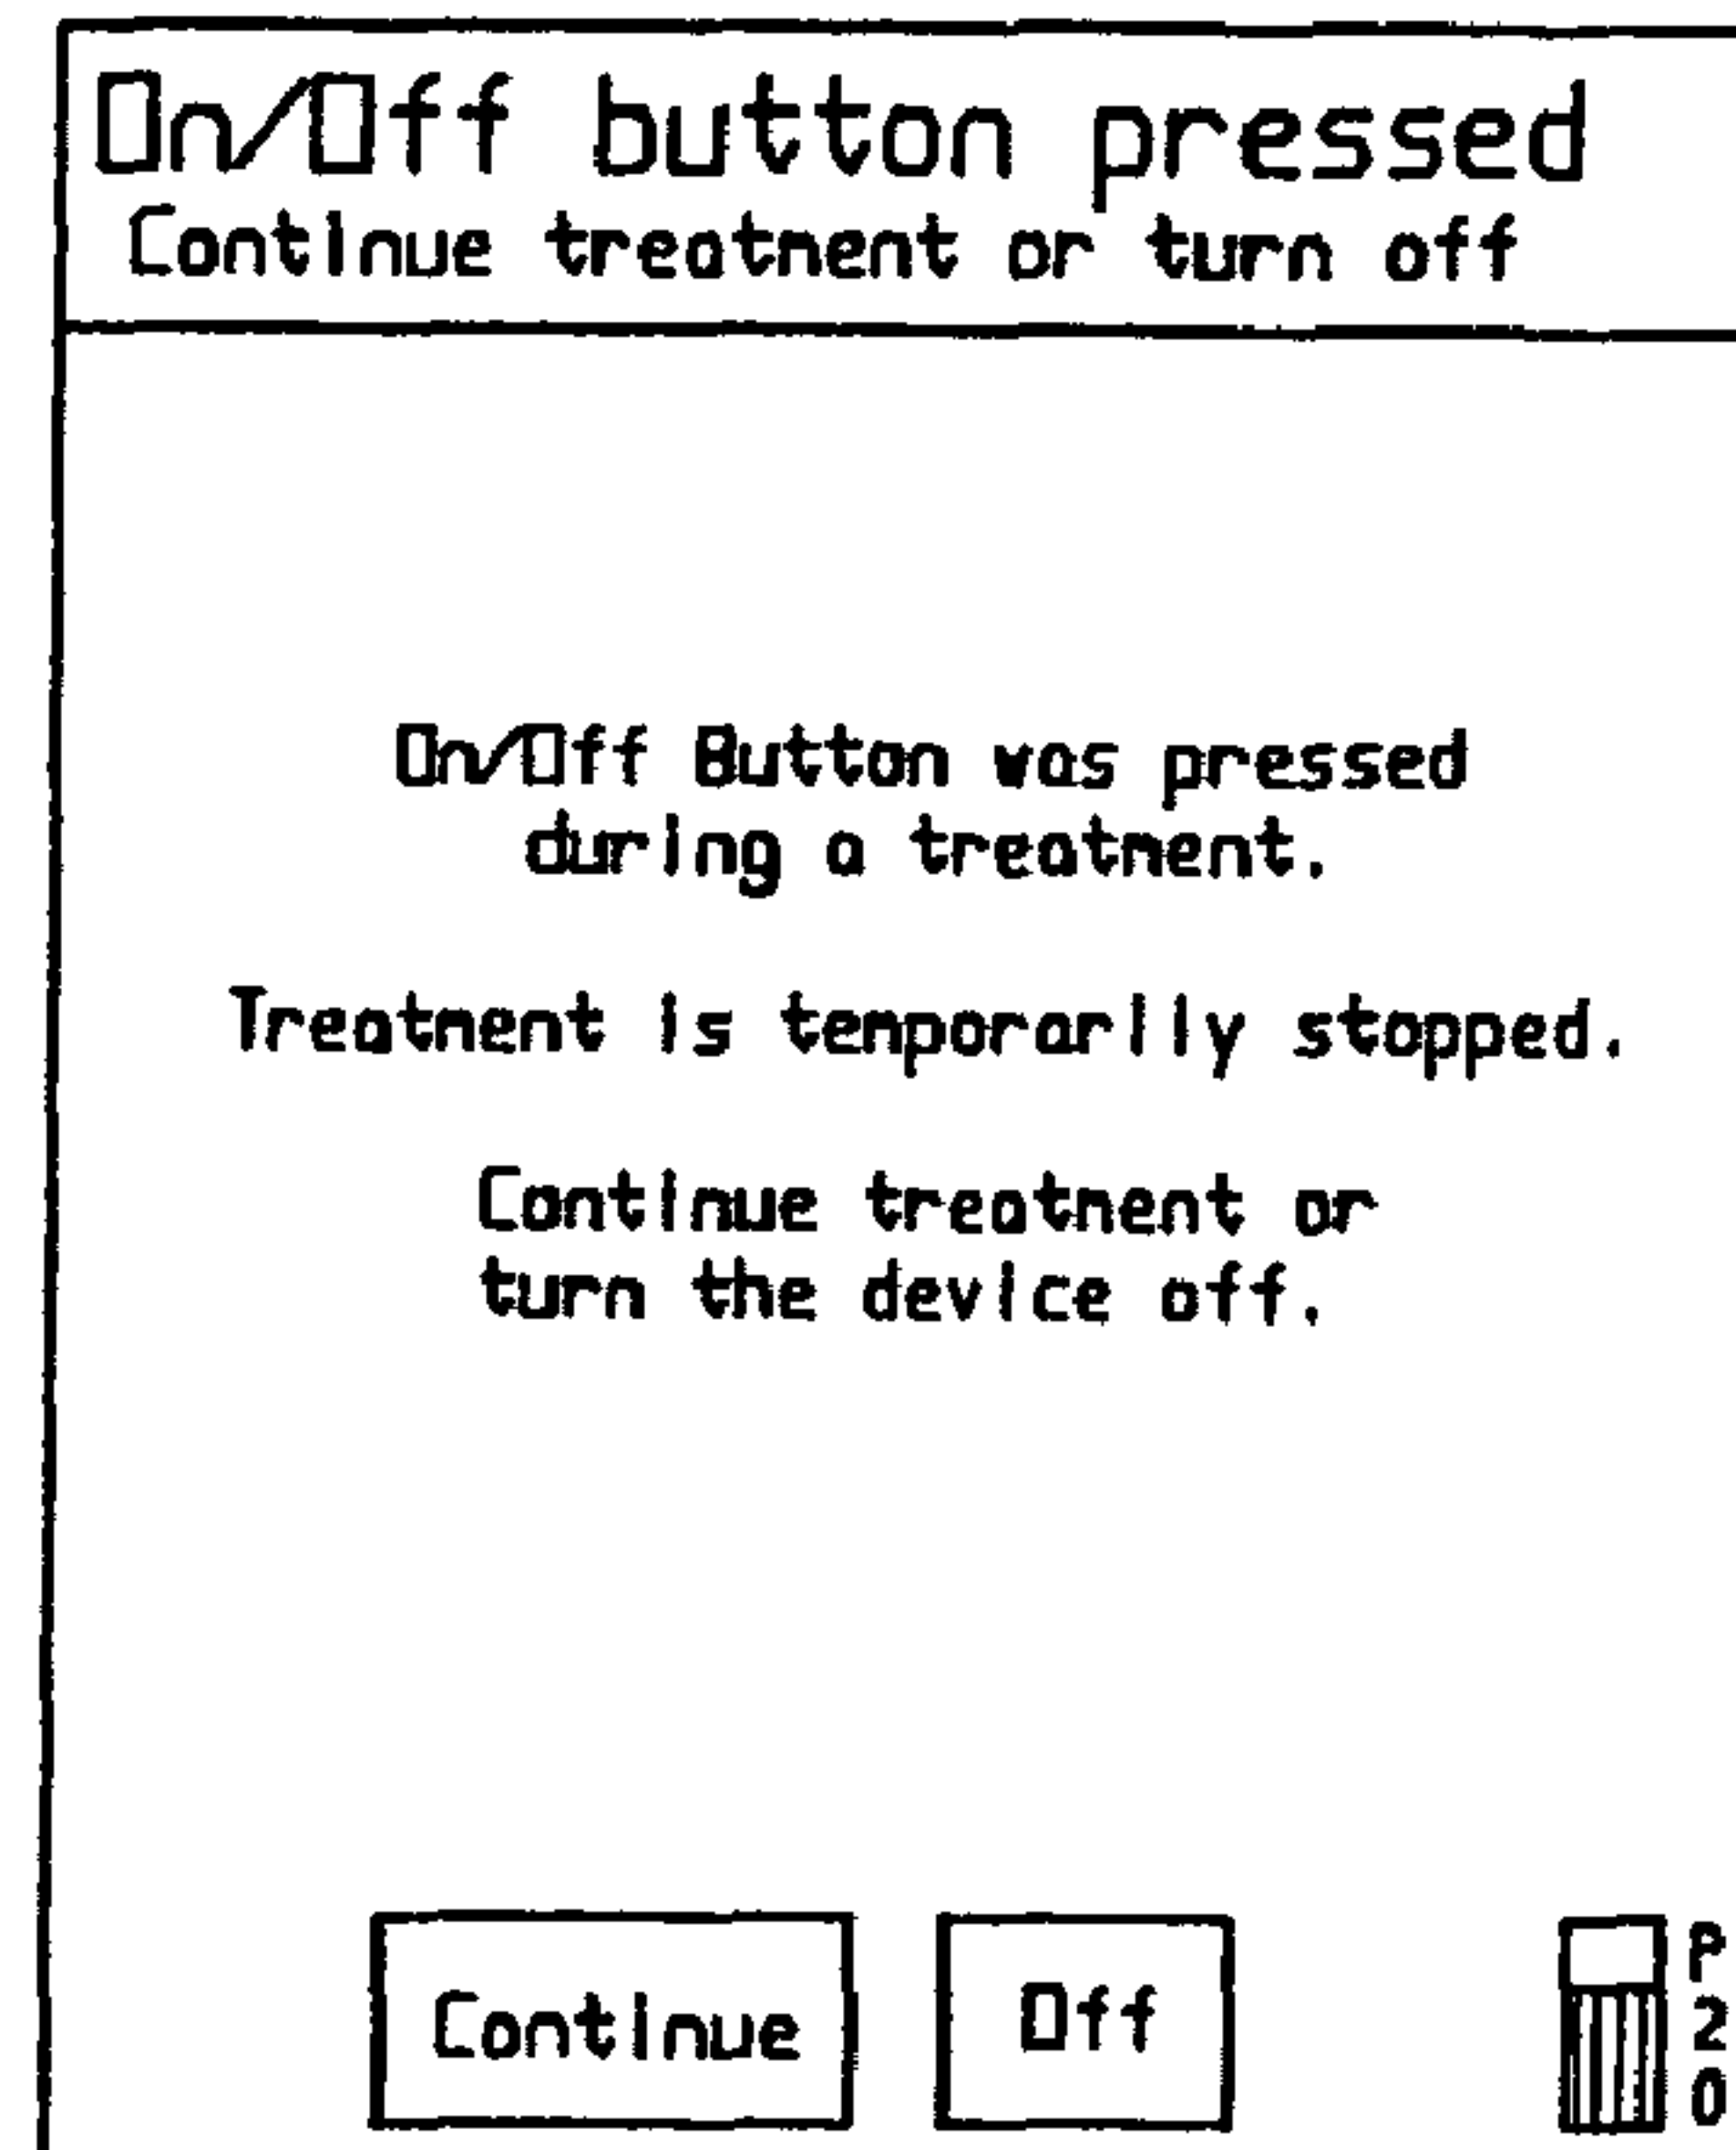 On/Off button pressed
Continue treatment or turn off
On/Off Button was pressed
during a treatment.
Treatment is temporarily stopped.
Continue treatment or
turn the device off.
Continue
Off
P
2
0